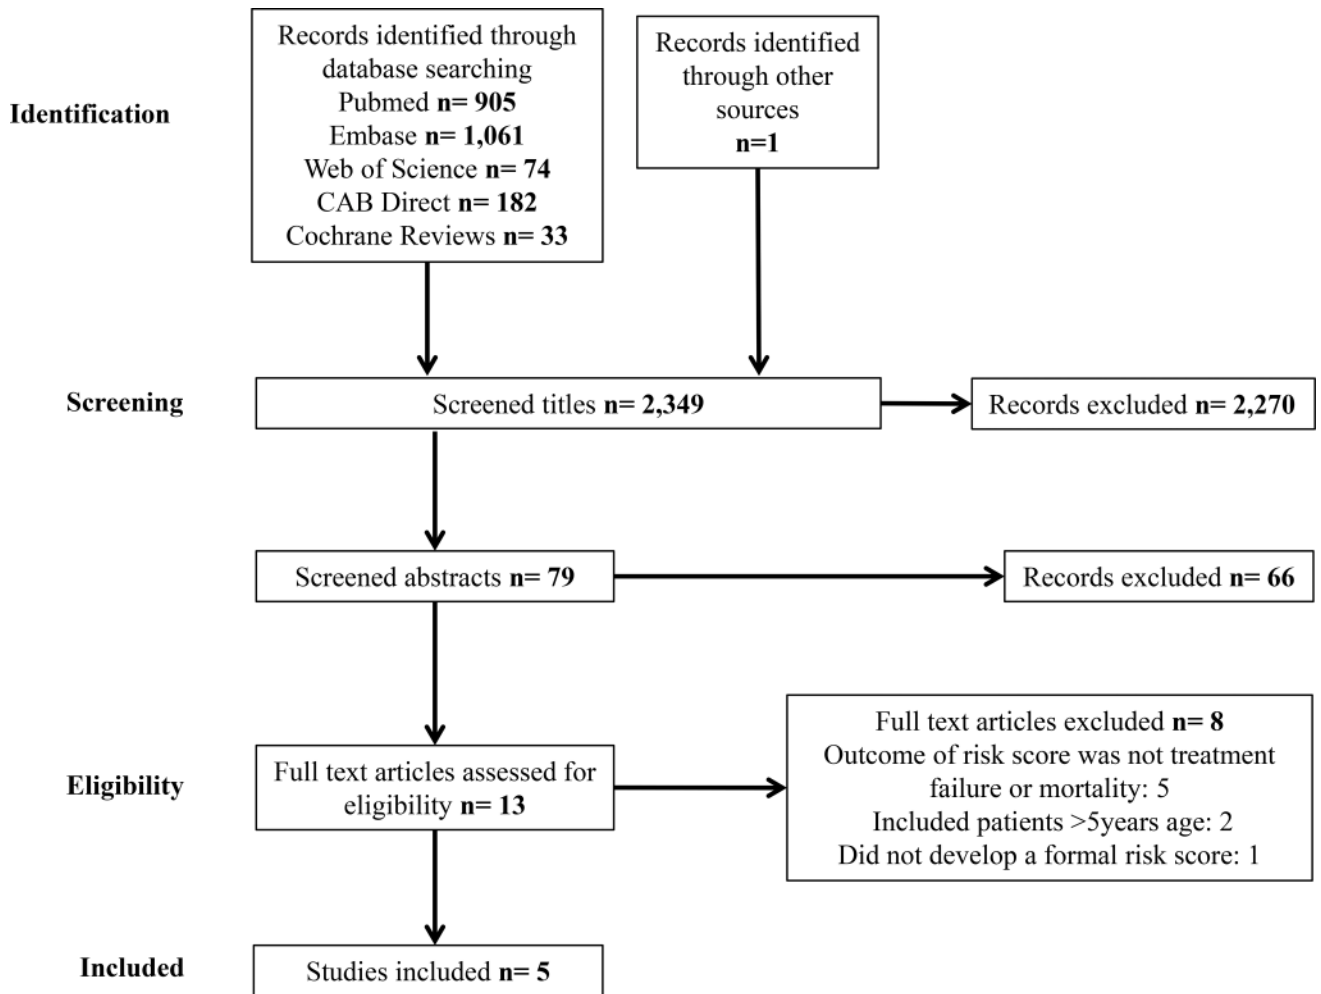 Identification
Records identified through
database searching
Pubmed n= 905
Embase n= 1,061
Web of Science n= 74
CAB Direct n= 182
Cochrane Reviews n= 33
Records identified
through other
sources
n=1
Screening
Screened titles n= 2,349
Records excluded n= 2,270
Screened abstracts n= 79
Records excluded n= 66
Eligibility
Full text articles assessed for
eligibility n= 13
Full text articles excluded n= 8
Outcome of risk score was not treatment
failure or mortality: 5
Included patients >5years age: 2
Did not develop a formal risk score: 1
Included
Studies included n= 5